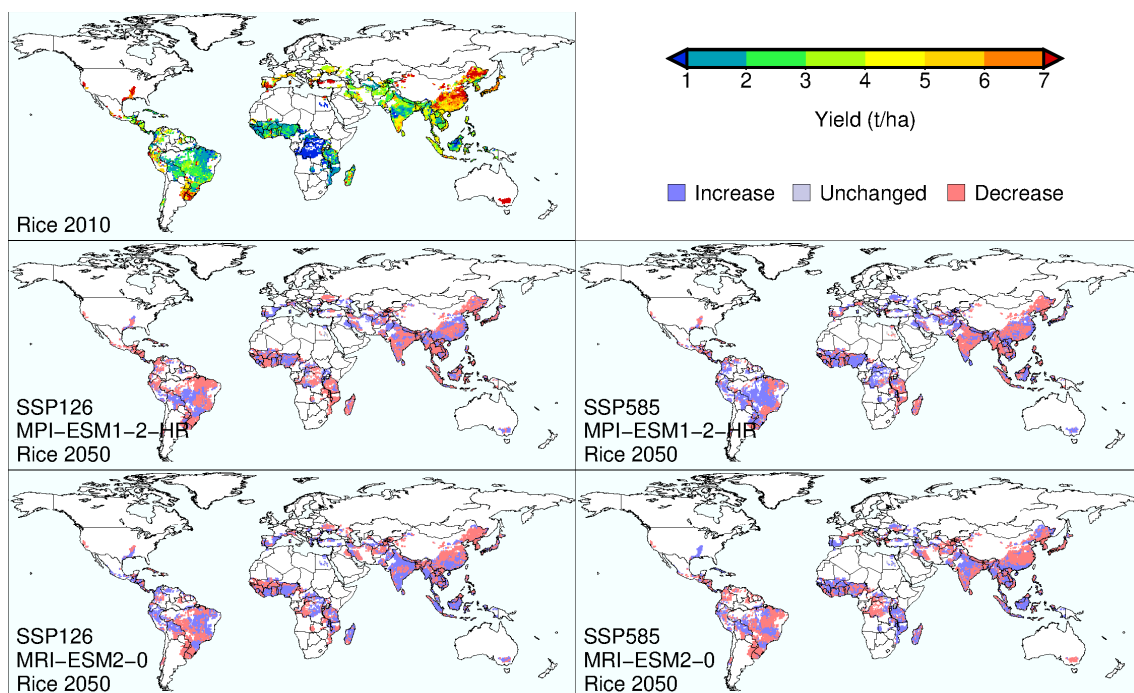 1 2 3 4 5 6 7
Yield (t/ha)
Increase Unchanged Decrease
Rice 2010
SSP126
MPI−ESM1−2−HR
Rice 2050
SSP585
MPI−ESM1−2−HR
Rice 2050
SSP126
MRI−ESM2−0
Rice 2050
SSP585
MRI−ESM2−0
Rice 2050